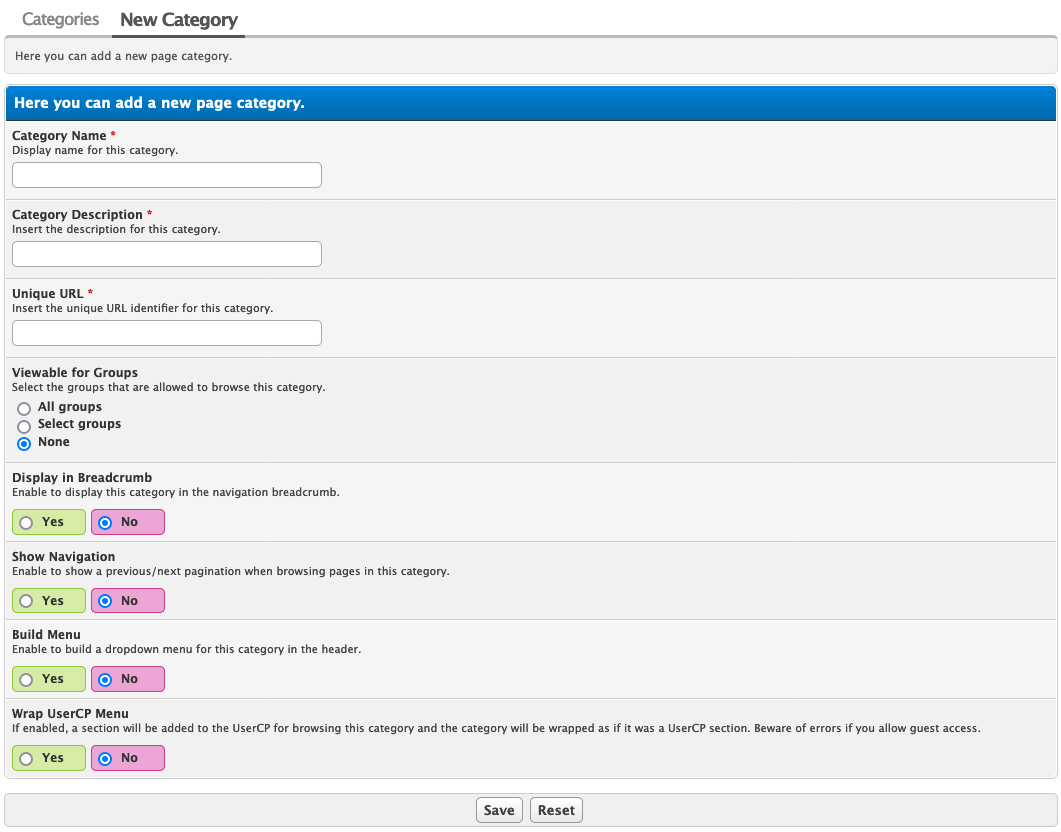 Categories New Category
Here you can add a new page category.
Here you can add a new page category.
Category Name *
Display name for this category.
Category Description *
Insert the description for this category.
Unique URL *
Insert the unique URL identifier for this category.
Viewable for Groups
Select the groups that are allowed to browse this category.
All groups
Select groups
None
Display in Breadcrumb
Enable to display this category in the navigation breadcrumb.
Yes No
Show Navigation
Enable to show a previous/next pagination when browsing pages in this category.
Yes No
Build Menu
Enable to build a dropdown menu for this category in the header.
Yes No
Wrap UserCP Menu
If enabled, a section will be added to the UserCP for browsing this category and the category will be wrapped as if it was a UserCP section. Beware of errors if you allow guest access.
Yes No
Save Reset